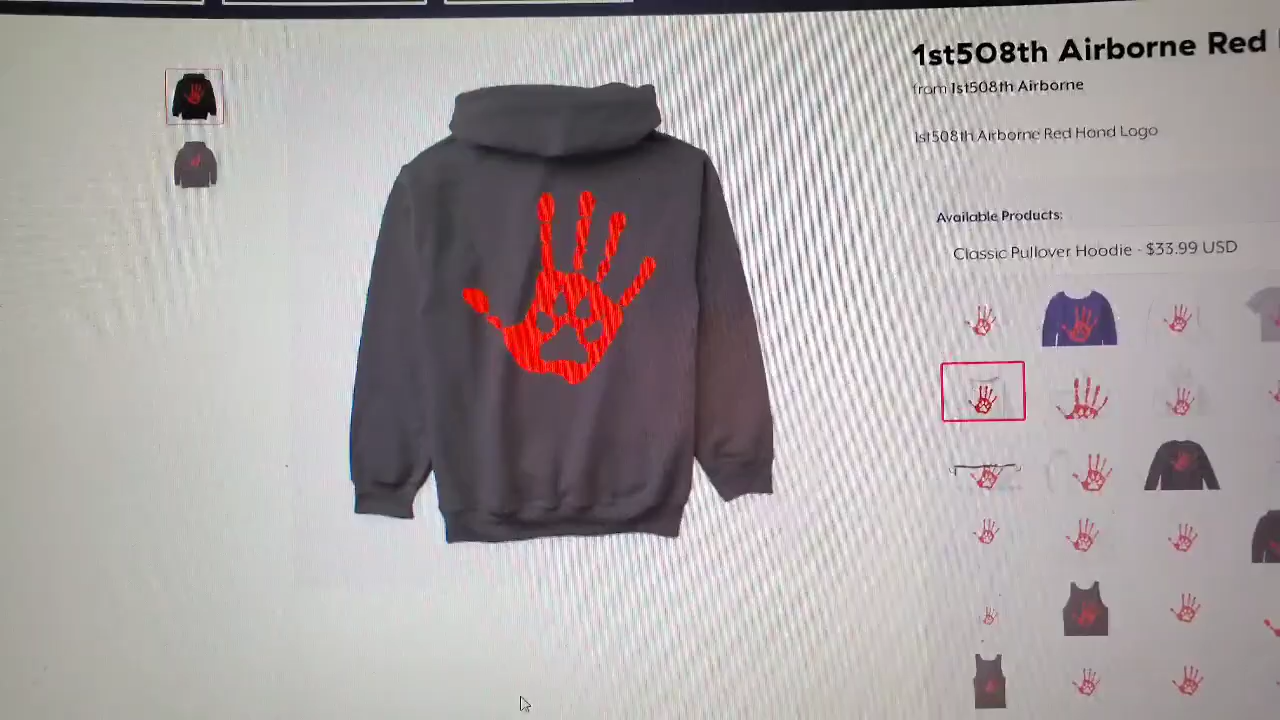 1st508th Airborne Red
from 1st508th Airborne
1st508th Airborne Red Hand Logo
Available Products:
Classic Pullover Hoodie - $33.99 USD